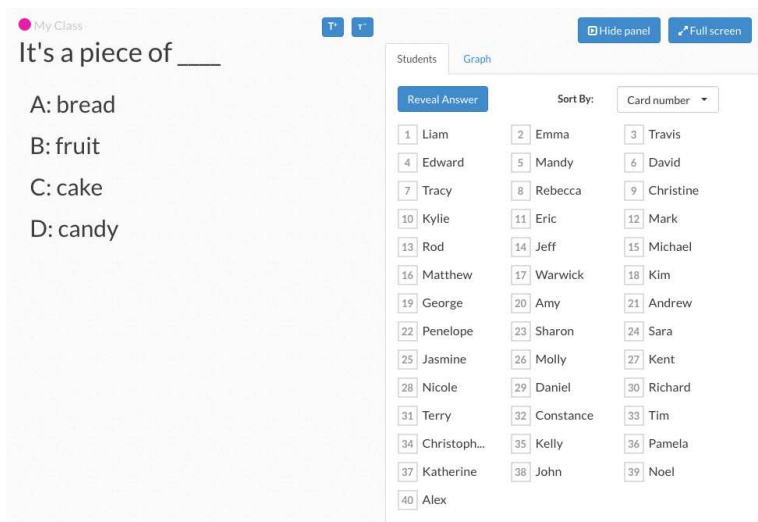 My Class
T+ T-
It's a piece of ____
A: bread
B: fruit
C: cake
D: candy
Hide panel Full screen
Students Graph
Reveal Answer Sort By: Card number
1 Liam 2 Emma 3 Travis
4 Edward 5 Mandy 6 David
7 Tracy 8 Rebecca 9 Christine
10 Kylie 11 Eric 12 Mark
13 Rod 14 Jeff 15 Michael
16 Matthew 17 Warwick 18 Kim
19 George 20 Amy 21 Andrew
22 Penelope 23 Sharon 24 Sara
25 Jasmine 26 Molly 27 Kent
28 Nicole 29 Daniel 30 Richard
31 Terry 32 Constance 33 Tim
34 Christoph... 35 Kelly 36 Pamela
37 Katherine 38 John 39 Noel
40 Alex